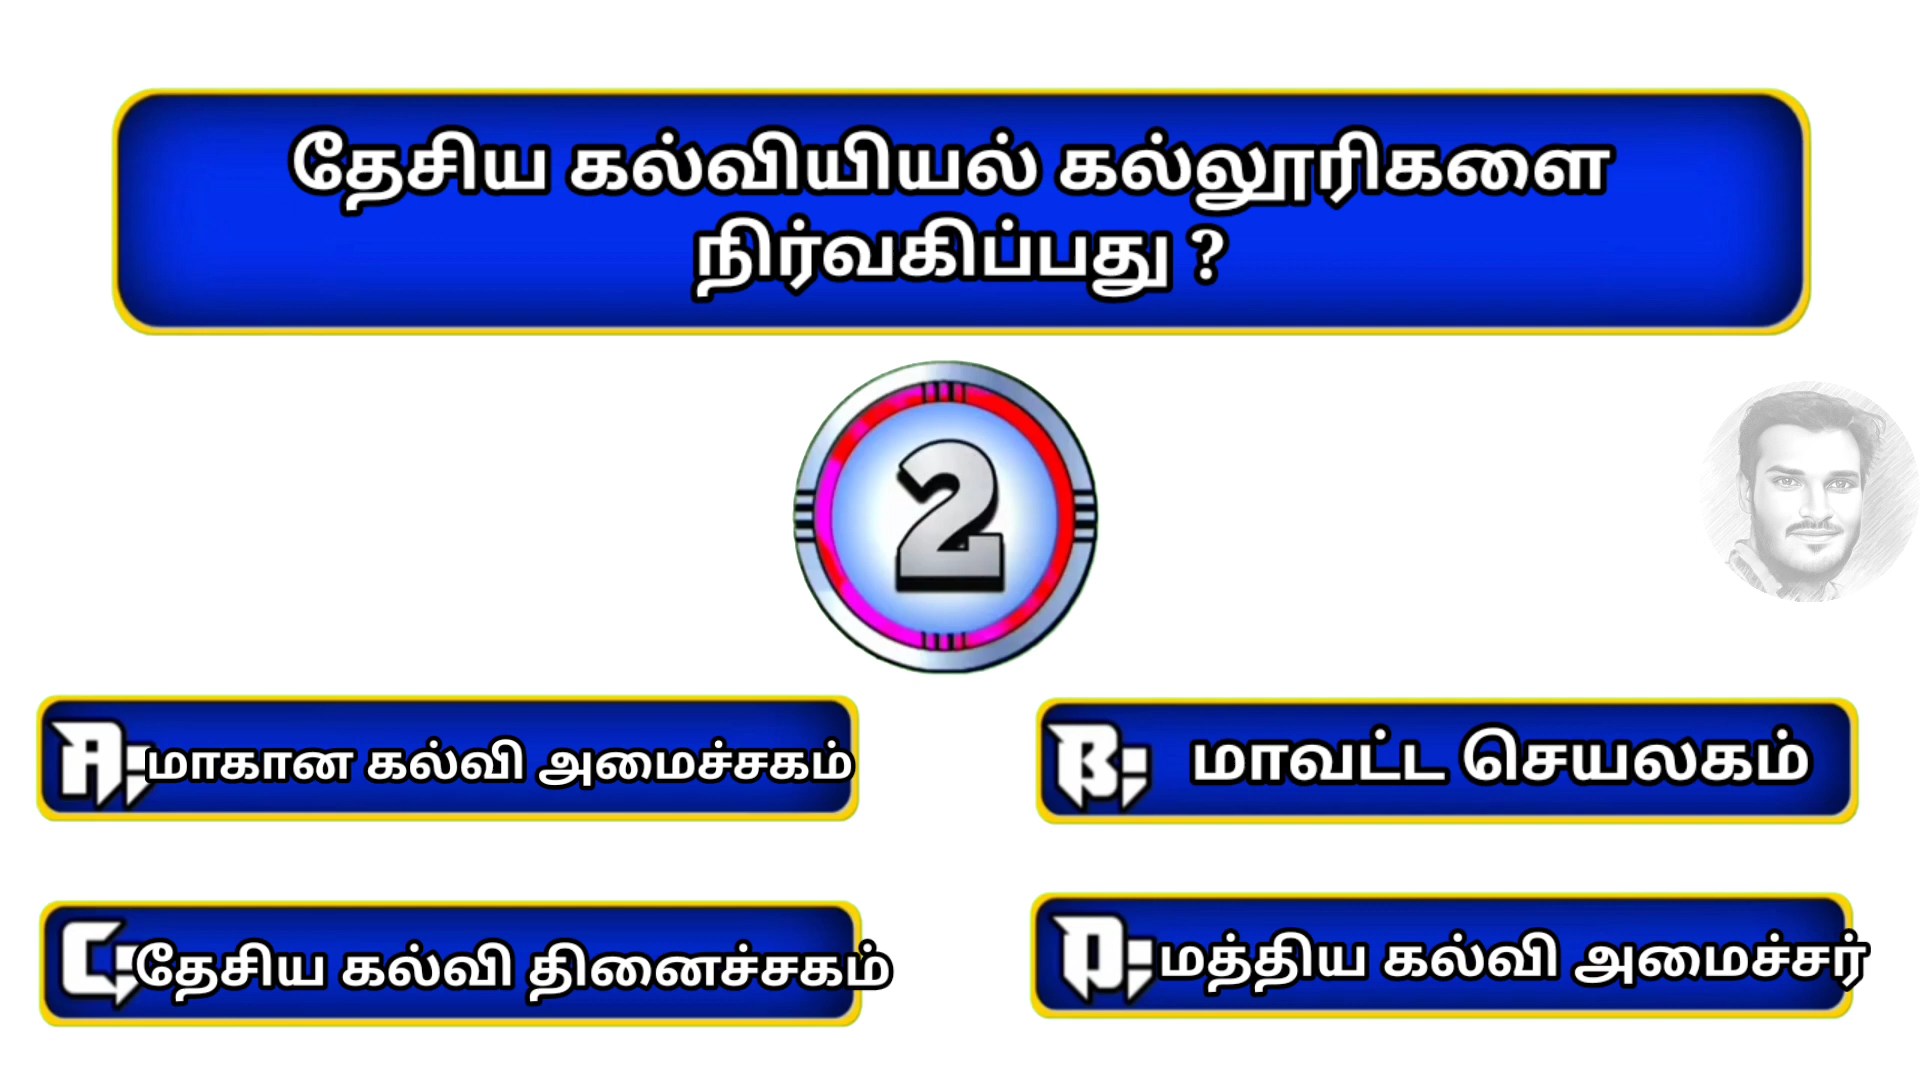 தேசிய கல்வியியல் கல்லூரிகளை
நிர்வகிப்பது ?
2
A: மாகான கல்வி அமைச்சகம்
B: மாவட்ட செயலகம்
C: தேசிய கல்வி தினைச்சகம்
D: மத்திய கல்வி அமைச்சர்